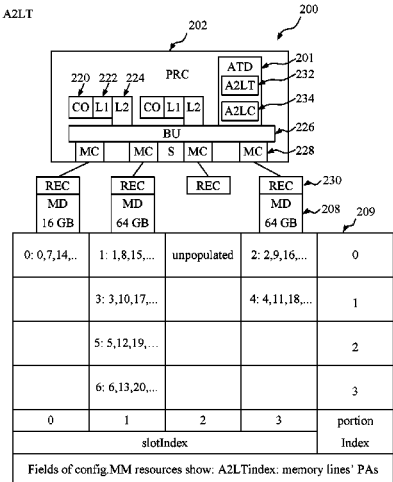 A2LT
202
200
PRC
ATD
201
220
222
224
A2LT
232
CO
L1
L2
CO
L1
L2
A2LC
234
BU
226
MC
MC
S
MC
MC
228
REC
REC
REC
REC
230
MD
MD
MD
208
16 GB
64 GB
64 GB
209
0: 0,7,14,..
1: 1,8,15,...
unpopulated
2: 2,9,16,...
0
3: 3,10,17,...
4: 4,11,18,...
1
5: 5,12,19,...
2
6: 6,13,20,...
3
0
1
2
3
portion
slotIndex
Index
Fields of config.MM resources show: A2LTindex: memory lines' PAs